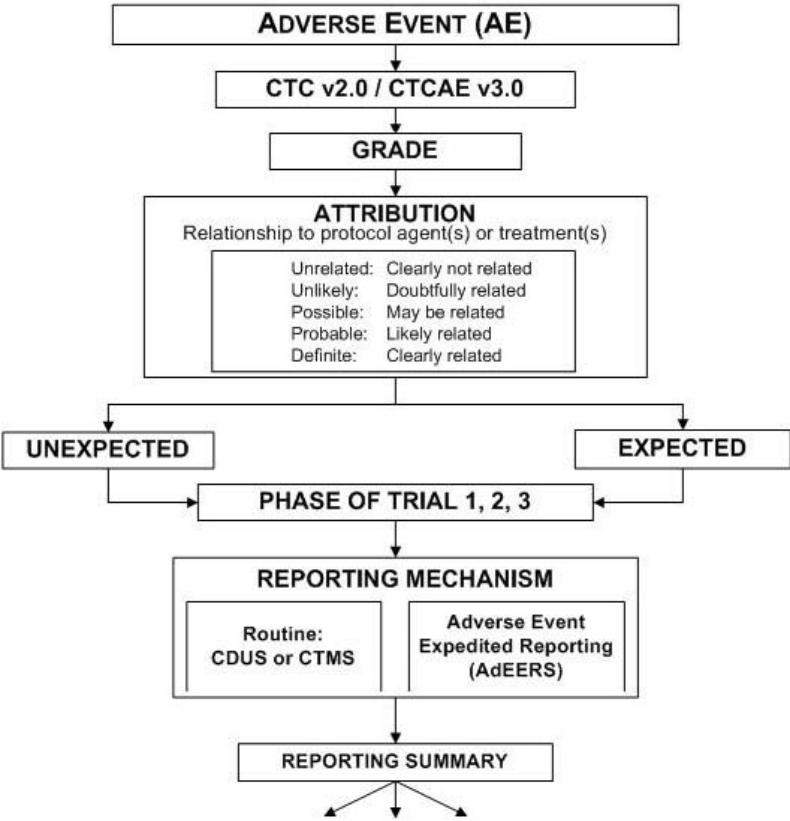 ADVERSE EVENT (AE)
CTC v2.0 / CTCAE v3.0
GRADE
ATTRIBUTION
Relationship to protocol agent(s) or treatment(s)
Unrelated: Clearly not related
Unlikely: Doubtfully related
Possible: May be related
Probable: Likely related
Definite: Clearly related
UNEXPECTED
EXPECTED
PHASE OF TRIAL 1, 2, 3
REPORTING MECHANISM
Routine:
CDUS or CTMS
Adverse Event
Expedited Reporting
(AdEERS)
REPORTING SUMMARY